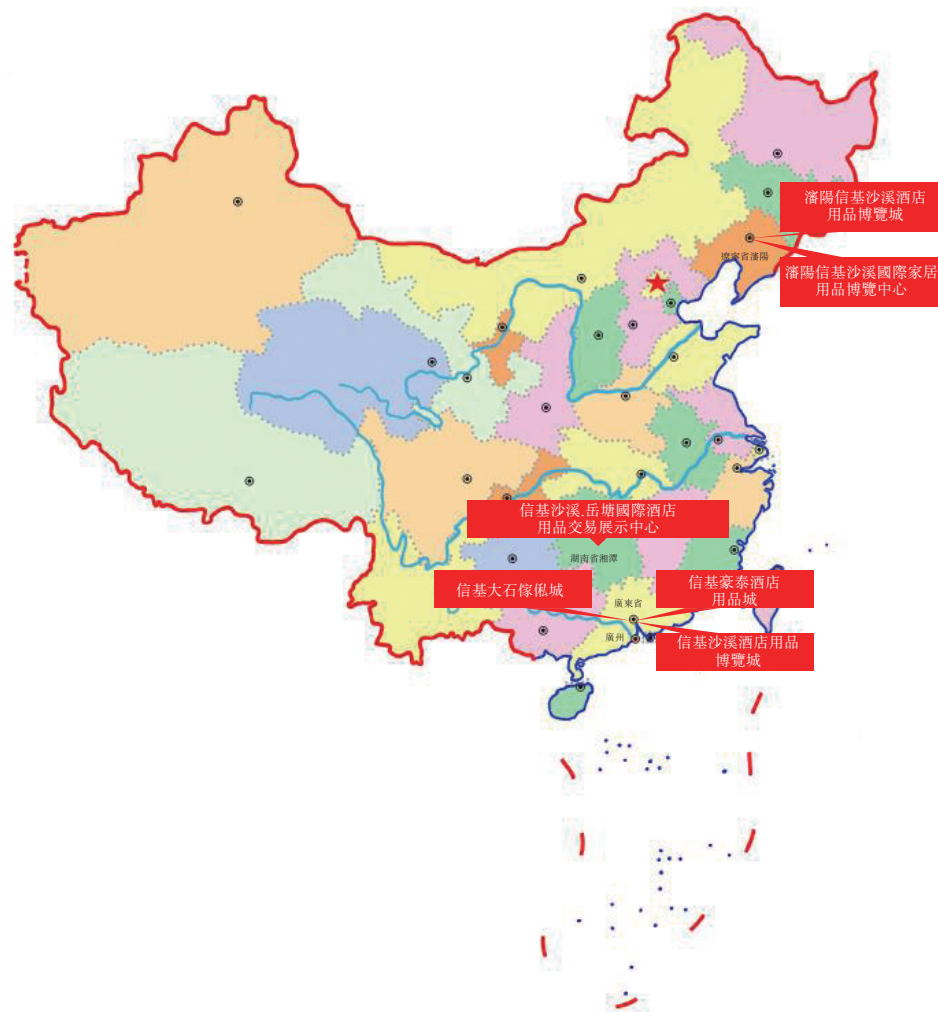 瀋陽信基沙溪酒店
用品博覽城
遼寧省瀋陽
瀋陽信基沙溪國際家居
用品博覽中心
信基沙溪.岳塘國際酒店
用品交易展示中心
湖南省湘潭
信基大石傢俬城
廣東省
信基豪泰酒店
用品城
廣州
信基沙溪酒店用品
博覽城